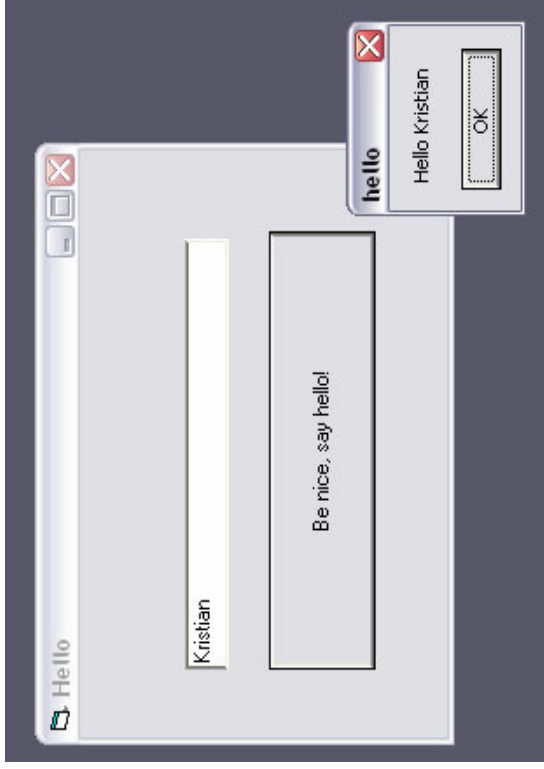 Hello
Kristian
Be nice, say hello!
hello
Hello Kristian
OK